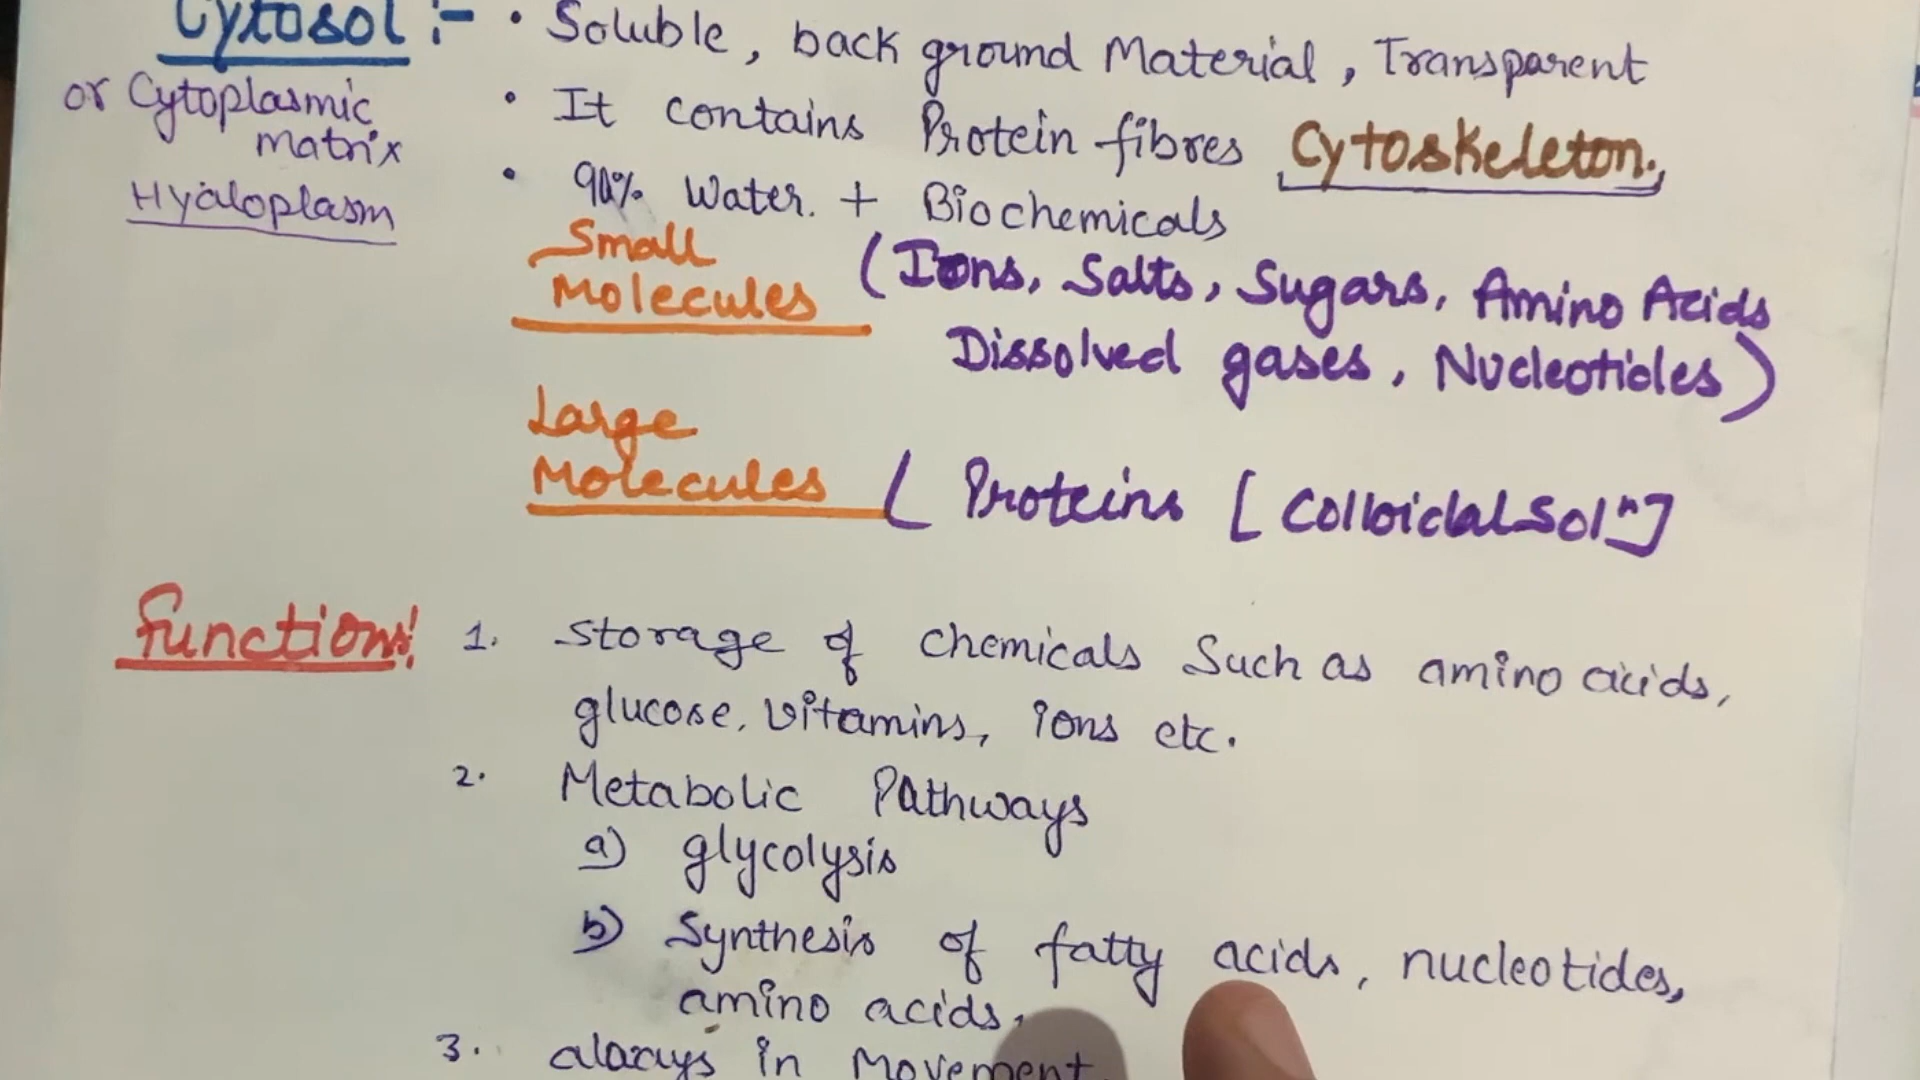 Cytosol :- • Soluble, back ground Material, Transparent
or Cytoplasmic matrix
Hyaloplasm
• It contains Protein fibres Cytoskeleton.
• 90% Water. + Biochemicals
Small Molecules (Ions, Salts, Sugars, Amino Acids
Dissolved gases, Nucleotides)
Large Molecules ( Proteins [ Colloidal Solⁿ]
Functions! 1. Storage of chemicals Such as amino acids,
glucose, vitamins, ions etc.
2. Metabolic Pathways
a) glycolysis
b) Synthesis of fatty acids, nucleotides,
amino acids,
3. always in Movement